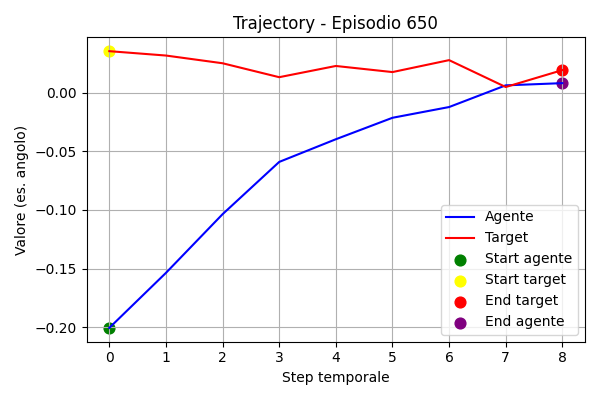 Trajectory - Episodio 650
Valore (es. angolo)
0.00
−0.05
−0.10
−0.15
−0.20
Agente
Target
Start agente
Start target
End target
End agente
0 1 2 3 4 5 6 7 8
Step temporale